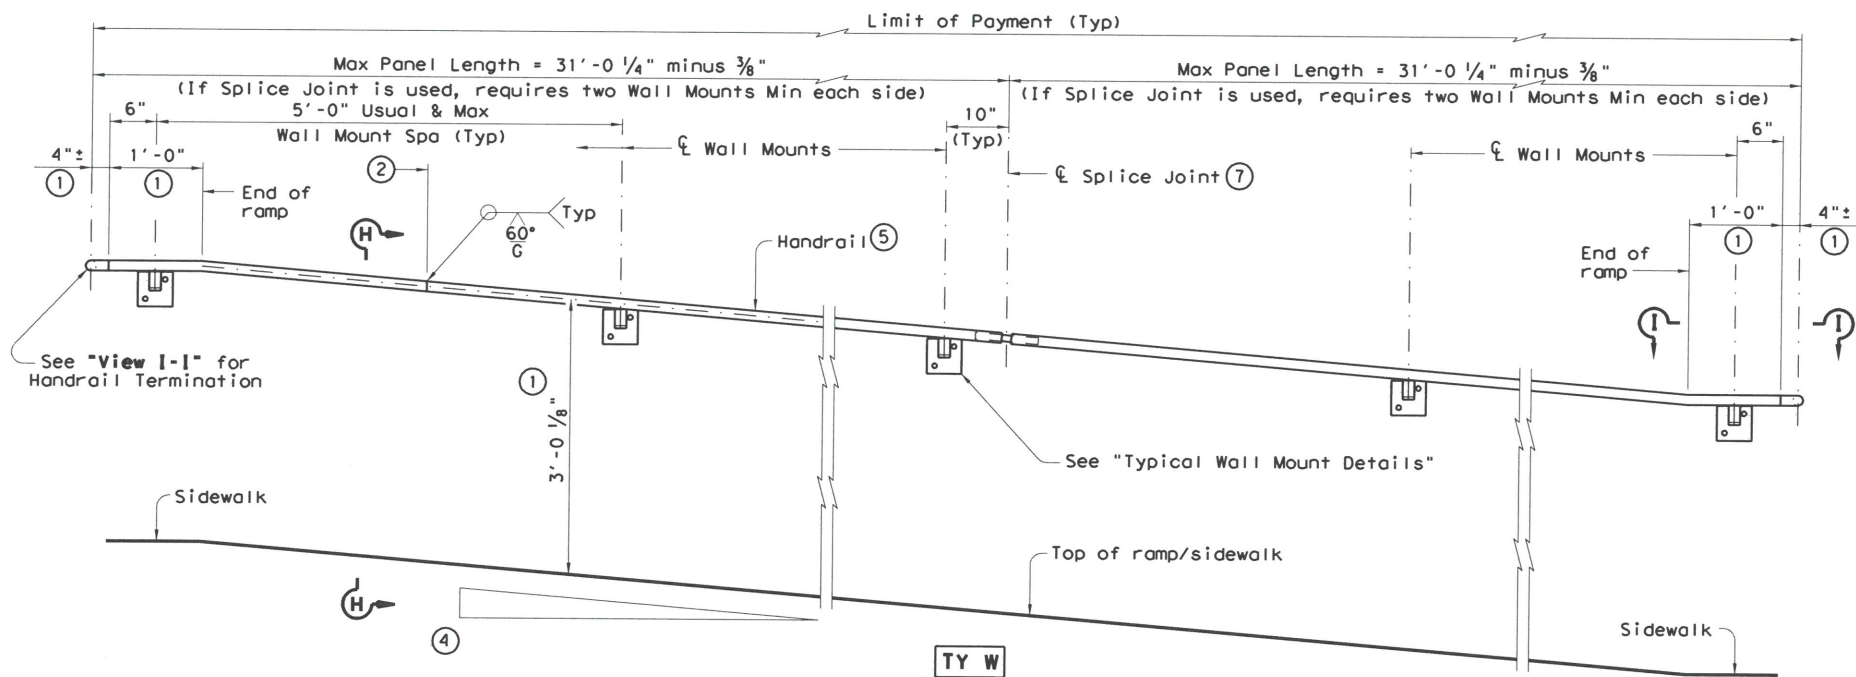 Limit of Payment (Typ)
Max Panel Length = 31'-0 ¼" minus ⅜"
(If Splice Joint is used, requires two Wall Mounts Min each side)
Max Panel Length = 31'-0 ¼" minus ⅜"
(If Splice Joint is used, requires two Wall Mounts Min each side)
6"
5'-0" Usual & Max
Wall Mount Spa (Typ)
10"
(Typ)
6"
4"±
①
1'-0"
①
②
℄ Wall Mounts
℄ Splice Joint ⑦
℄ Wall Mounts
End of
ramp
H
Typ
60°
G
Handrail ⑤
1'-0"
①
4"±
①
End of
ramp
I
I
See "View I-I" for
Handrail Termination
①
3'-0 ⅛"
See "Typical Wall Mount Details"
Sidewalk
Top of ramp/sidewalk
H
④
Sidewalk
TY W